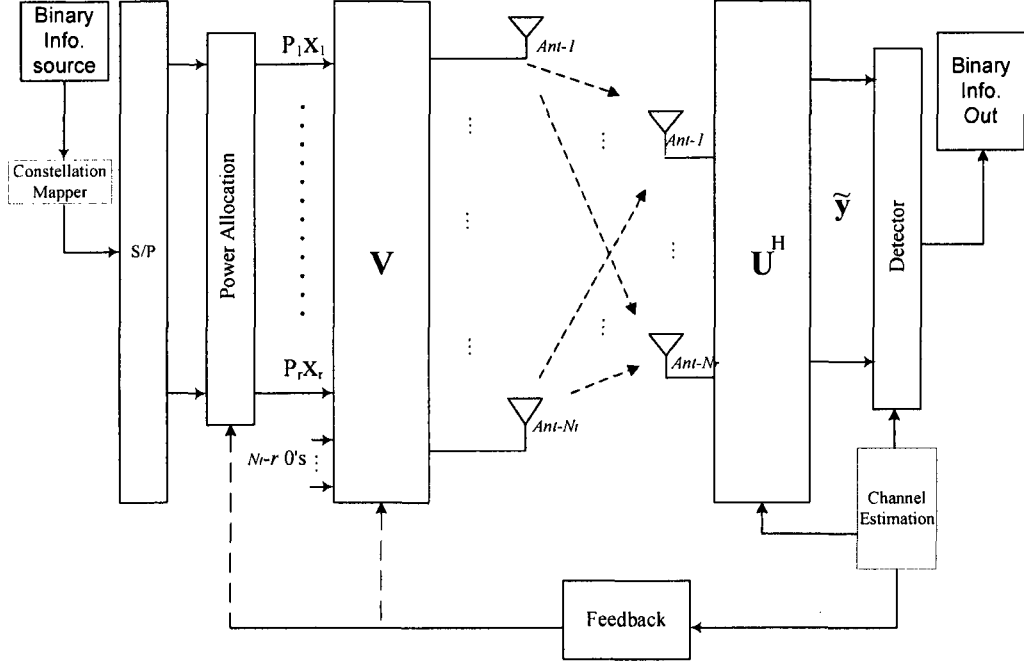 Binary
Info.
source
Constellation
Mapper
S/P
Power Allocation
P₁X₁
PᵣXᵣ
Nt-r 0's
V
Ant-1
Ant-Nt
Ant-1
Ant-Nr
U^H
ỹ
Detector
Binary
Info.
Out
Channel
Estimation
Feedback